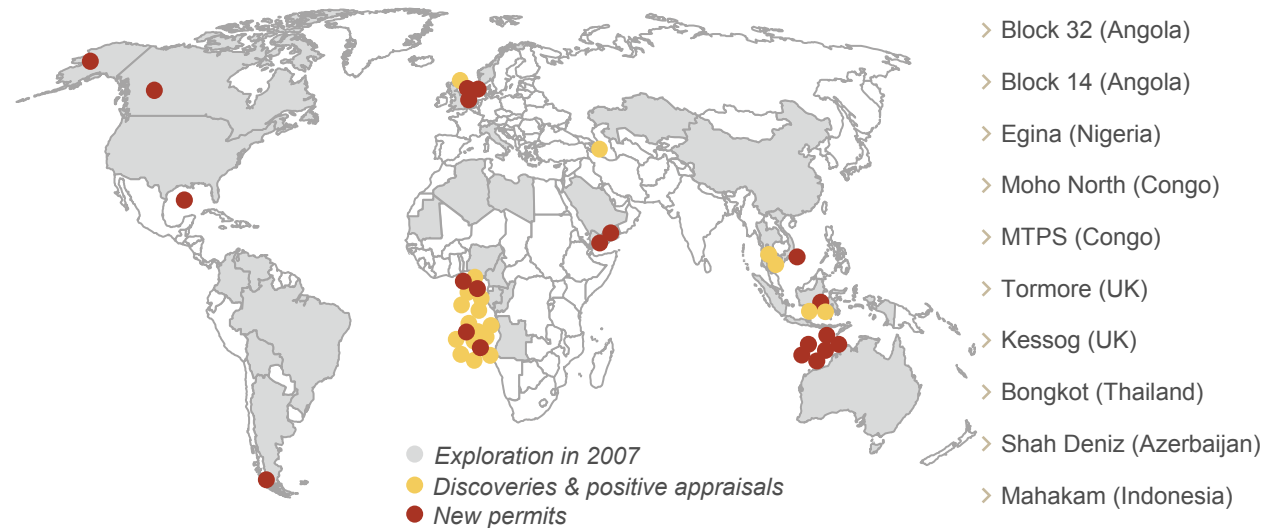 Block 32 (Angola)
Block 14 (Angola)
Egina (Nigeria)
Moho North (Congo)
MTPS (Congo)
Tormore (UK)
Kessog (UK)
Bongkot (Thailand)
Shah Deniz (Azerbaijan)
Mahakam (Indonesia)
Exploration in 2007
Discoveries & positive appraisals
New permits